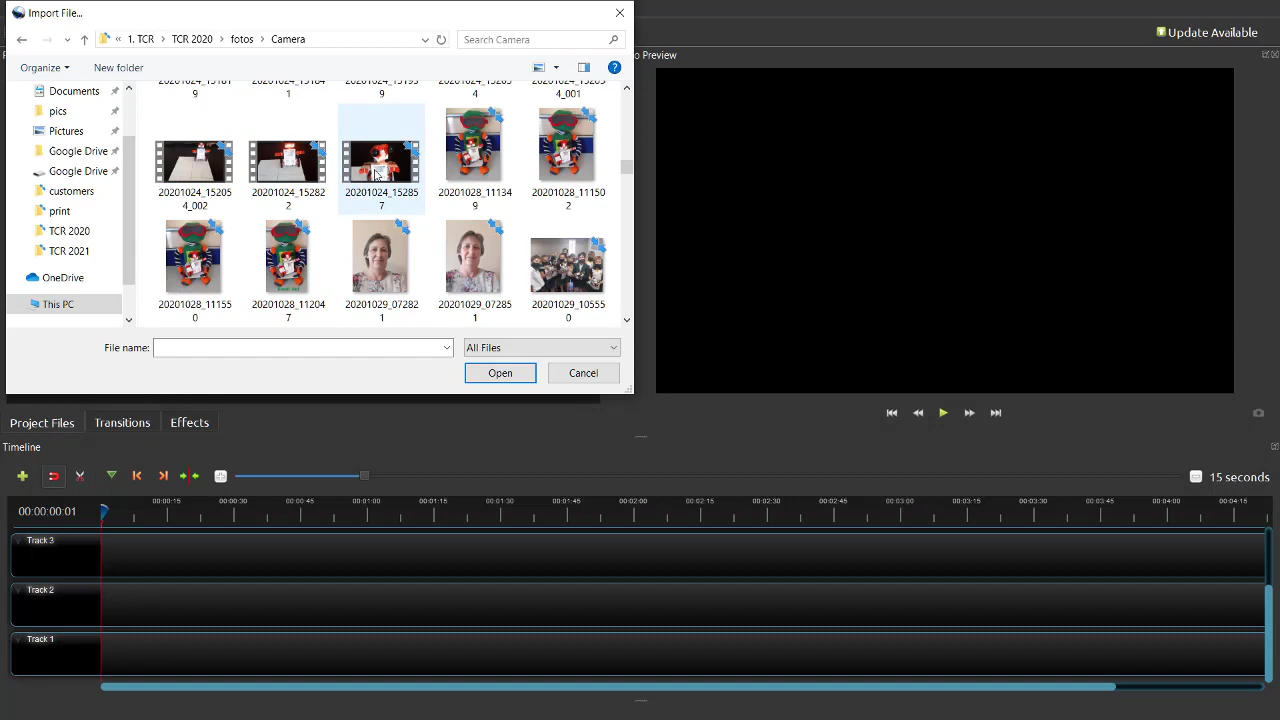 Import File...
Update Available
« 1. TCR > TCR 2020 > fotos > Camera
Search Camera
o Preview
Organize
New folder
Documents
pics
Pictures
Google Drive
Google Drive
customers
print
TCR 2020
TCR 2021
OneDrive
This PC
9
1
9
4
4_001
20201024_15205
4_002
20201024_15282
2
20201024_15285
7
20201028_11134
9
20201028_11150
2
20201028_11155
0
20201028_11204
7
20201029_07282
1
20201029_07285
1
20201029_10555
0
File name:
All Files
Open
Cancel
Project Files
Transitions
Effects
Timeline
15 seconds
00:00:00:01
00:00:15
00:00:30
00:00:45
00:01:00
00:01:15
00:01:30
00:01:45
00:02:00
00:02:15
00:02:30
00:02:45
00:03:00
00:03:15
00:03:30
00:03:45
00:04:00
00:04:15
Track 3
Track 2
Track 1